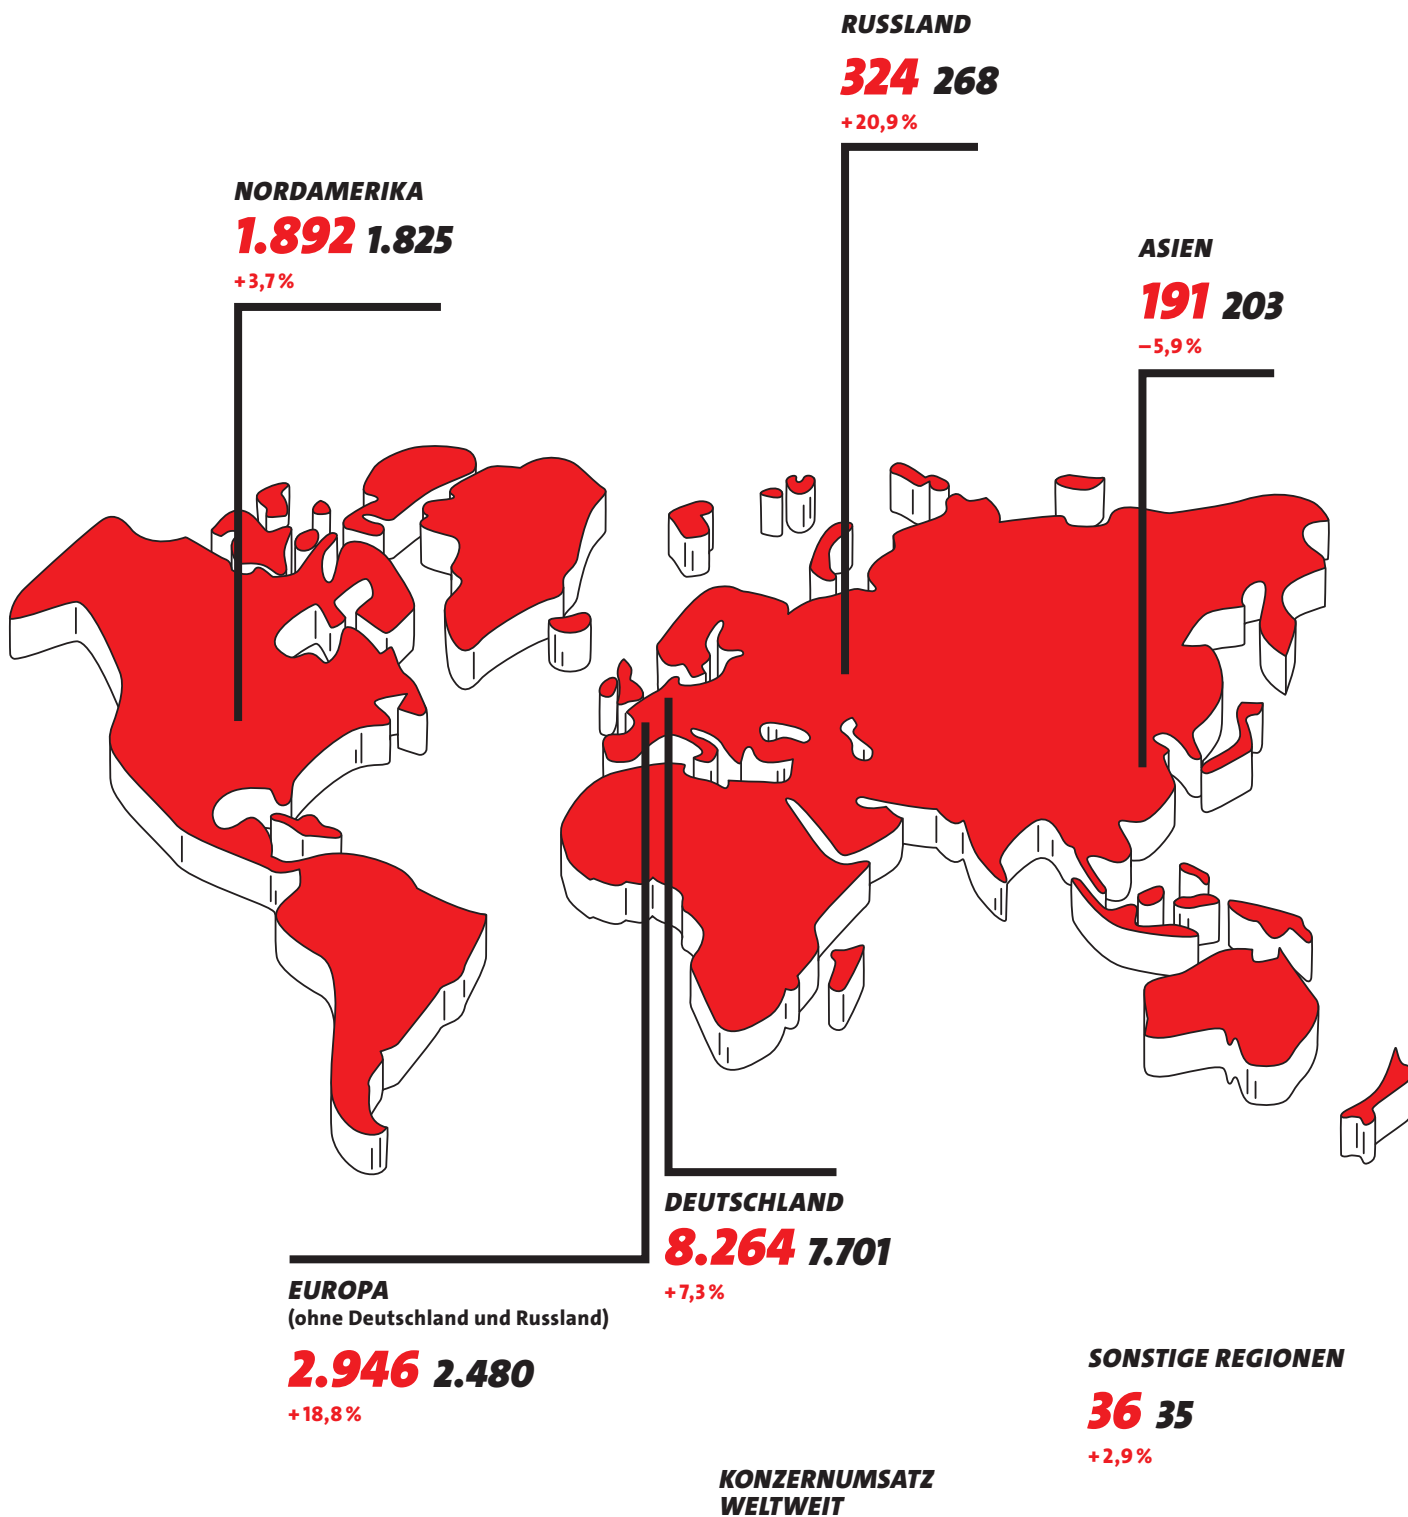 RUSSLAND
324 268
+20,9 %
NORDAMERIKA
1.892 1.825
+3,7 %
ASIEN
191 203
–5,9 %
DEUTSCHLAND
8.264 7.701
+7,3 %
EUROPA
(ohne Deutschland und Russland)
2.946 2.480
+18,8 %
SONSTIGE REGIONEN
36 35
+2,9 %
KONZERNUMSATZ
WELTWEIT